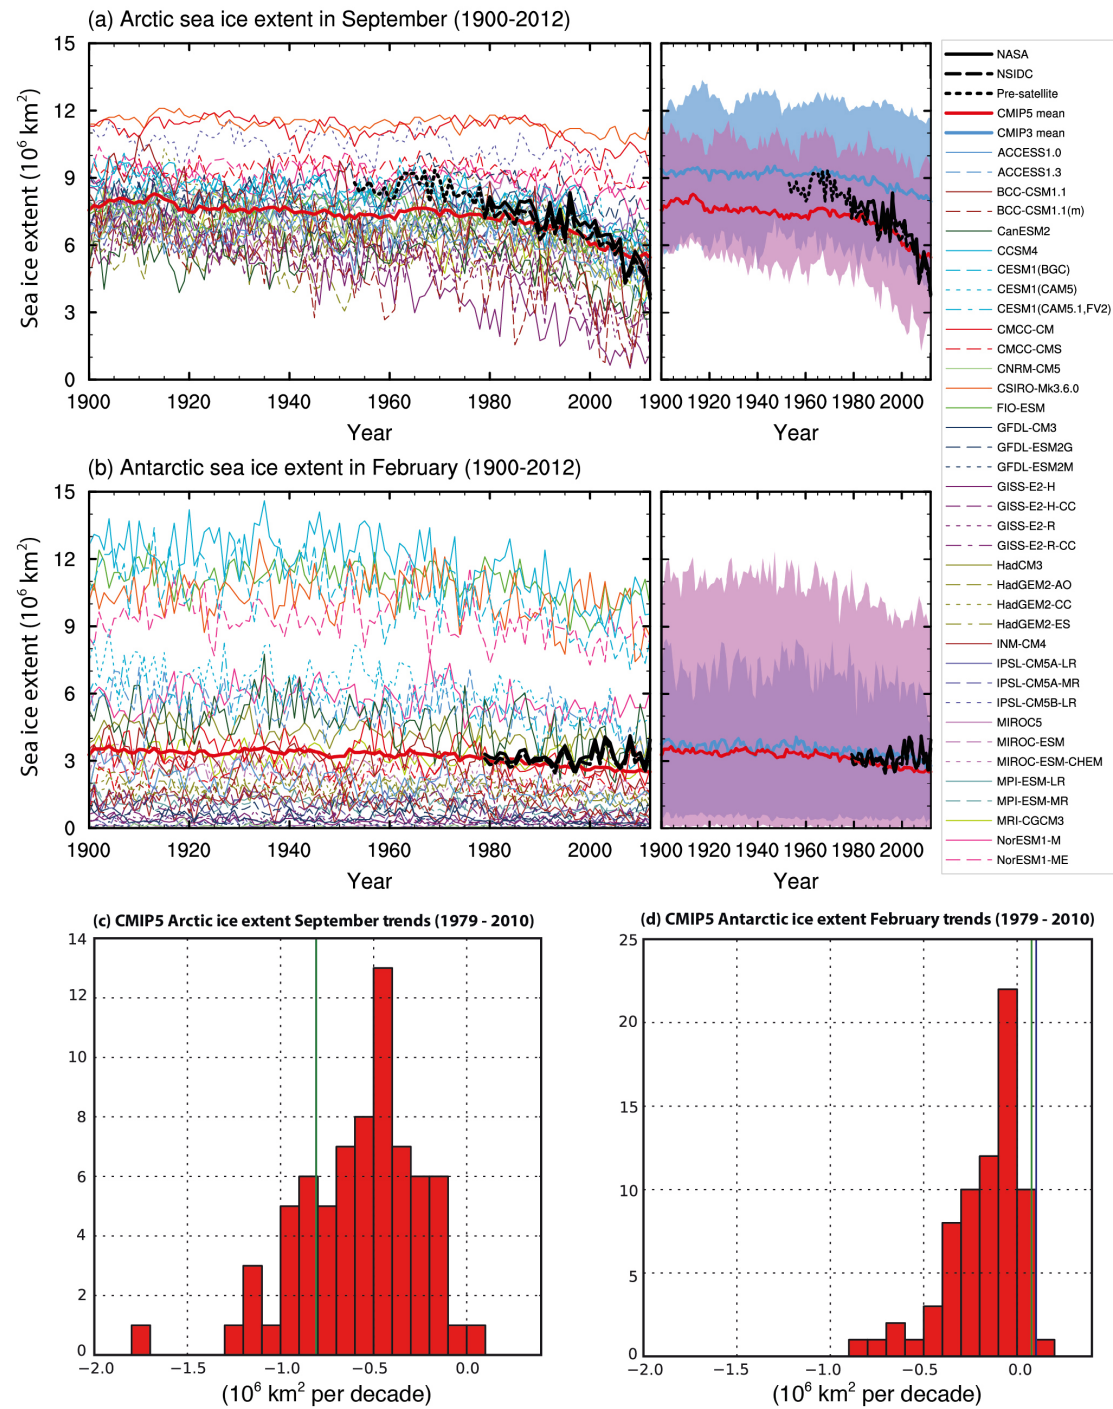 (a) Arctic sea ice extent in September (1900-2012)
Sea ice extent (10⁶ km²)
15
12
9
6
3
0
1900 1920 1940 1960 1980 2000
1900 1920 1940 1960 1980 2000
Year
Year
(b) Antarctic sea ice extent in February (1900-2012)
Sea ice extent (10⁶ km²)
15
12
9
6
3
0
1900 1920 1940 1960 1980 2000
1900 1920 1940 1960 1980 2000
Year
Year
NASA
NSIDC
Pre-satellite
CMIP5 mean
CMIP3 mean
ACCESS1.0
ACCESS1.3
BCC-CSM1.1
BCC-CSM1.1(m)
CanESM2
CCSM4
CESM1(BGC)
CESM1(CAM5)
CESM1(CAM5.1,FV2)
CMCC-CM
CMCC-CMS
CNRM-CM5
CSIRO-Mk3.6.0
FIO-ESM
GFDL-CM3
GFDL-ESM2G
GFDL-ESM2M
GISS-E2-H
GISS-E2-H-CC
GISS-E2-R
GISS-E2-R-CC
HadCM3
HadGEM2-AO
HadGEM2-CC
HadGEM2-ES
INM-CM4
IPSL-CM5A-LR
IPSL-CM5A-MR
IPSL-CM5B-LR
MIROC5
MIROC-ESM
MIROC-ESM-CHEM
MPI-ESM-LR
MPI-ESM-MR
MRI-CGCM3
NorESM1-M
NorESM1-ME
(c) CMIP5 Arctic ice extent September trends (1979 - 2010)
14
12
10
8
6
4
2
0
−2.0 −1.5 −1.0 −0.5 0.0
(10⁶ km² per decade)
(d) CMIP5 Antarctic ice extent February trends (1979 - 2010)
25
20
15
10
5
0
−2.0 −1.5 −1.0 −0.5 0.0
(10⁶ km² per decade)